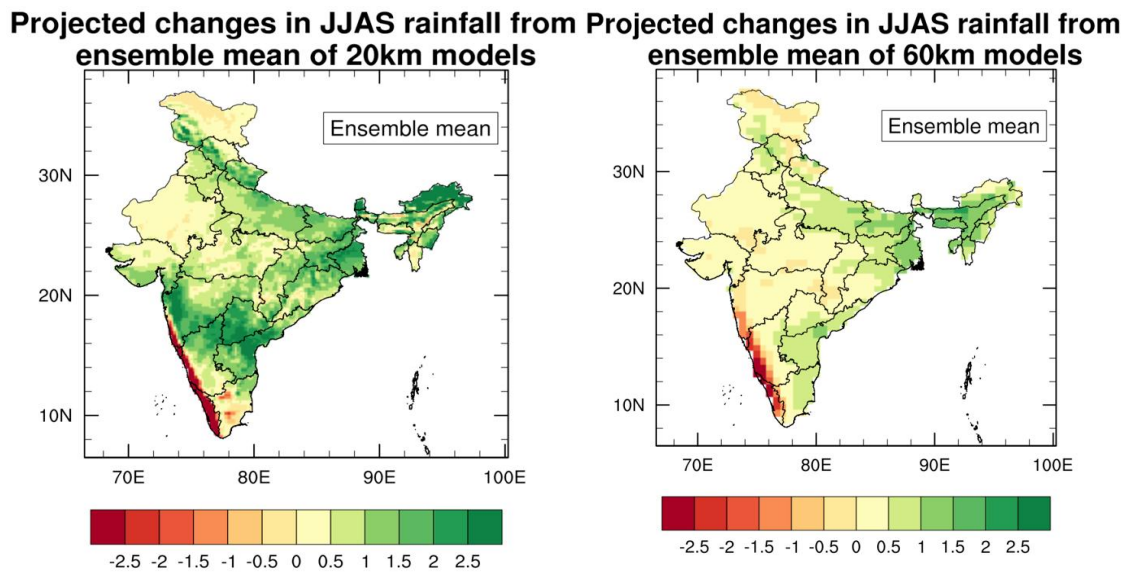 Projected changes in JJAS rainfall from
ensemble mean of 20km models
Ensemble mean
30N
20N
10N
70E 80E 90E 100E
-2.5 -2 -1.5 -1 -0.5 0 0.5 1 1.5 2 2.5
Projected changes in JJAS rainfall from
ensemble mean of 60km models
Ensemble mean
30N
20N
10N
70E 80E 90E 100E
-2.5 -2 -1.5 -1 -0.5 0 0.5 1 1.5 2 2.5